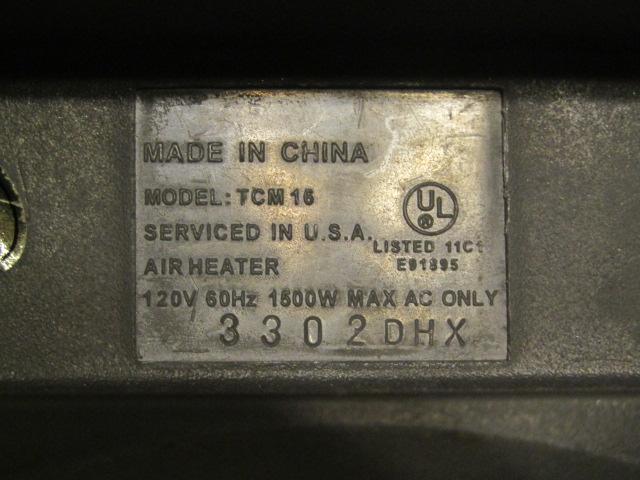 MADE IN CHINA
MODEL: TCM 16
SERVICED IN U.S.A.
UL
®
LISTED 11C1
AIR HEATER
E91895
120V 60Hz 1500W MAX AC ONLY
3302DHX